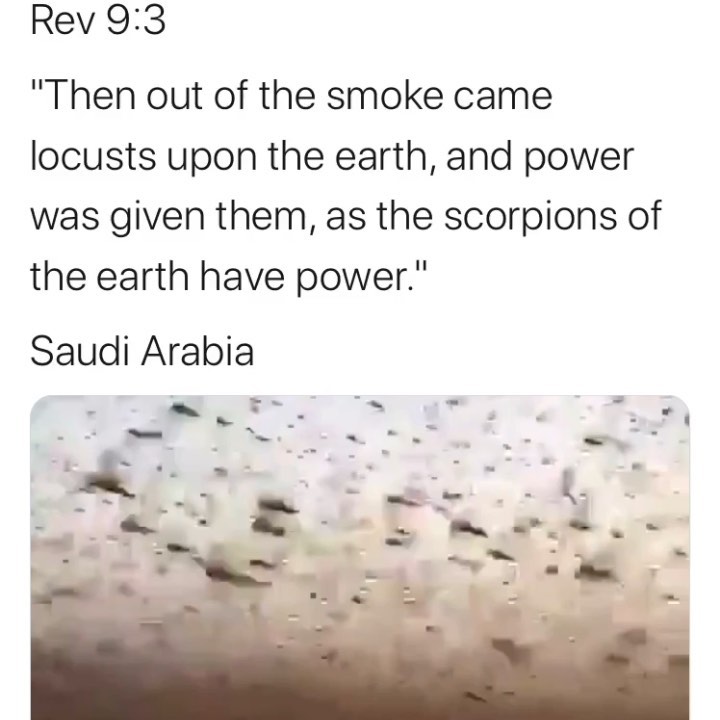 Rev 9:3
"Then out of the smoke came
locusts upon the earth, and power
was given them, as the scorpions of
the earth have power."
Saudi Arabia